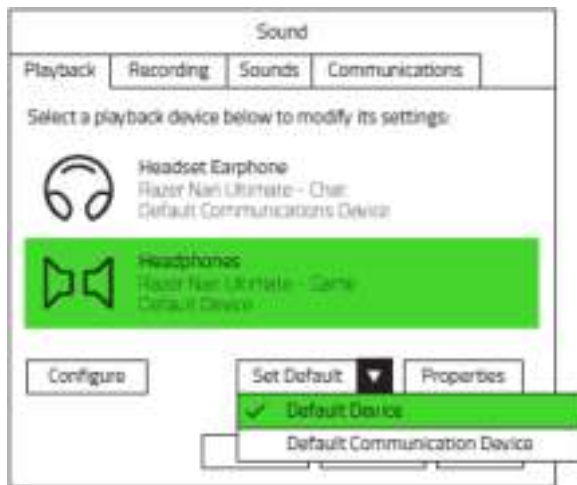 Sound
Playback Recording Sounds Communications
Select a playback device below to modify its settings:
Headset Earphone
Razer Nari Ultimate - Chat
Default Communications Device
Headphones
Razer Nari Ultimate - Game
Default Device
Configure Set Default Properties
Default Device
Default Communication Device